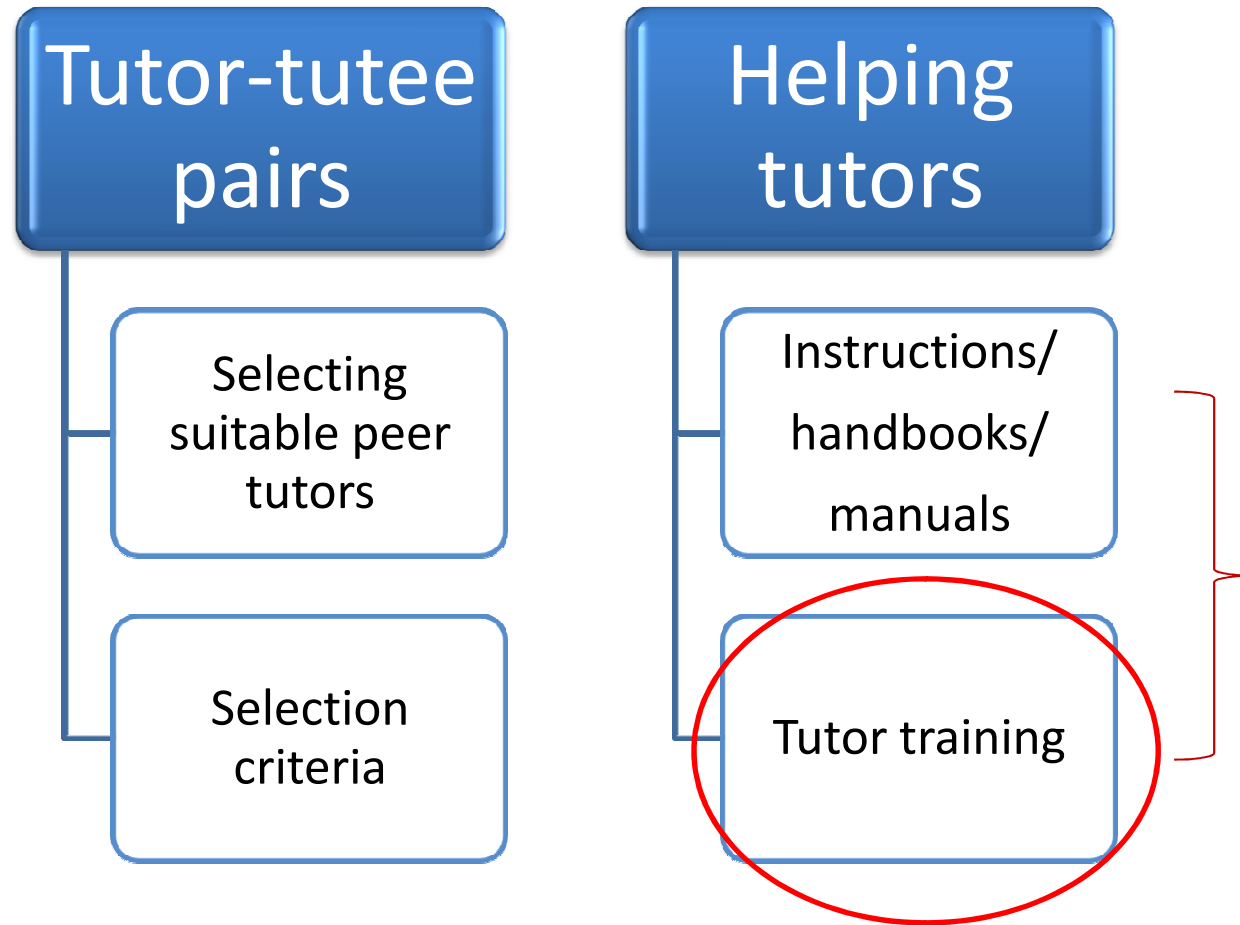 Tutor-tutee
pairs
Selecting
suitable peer
tutors
Selection
criteria
Helping
tutors
Instructions/
handbooks/
manuals
Tutor training